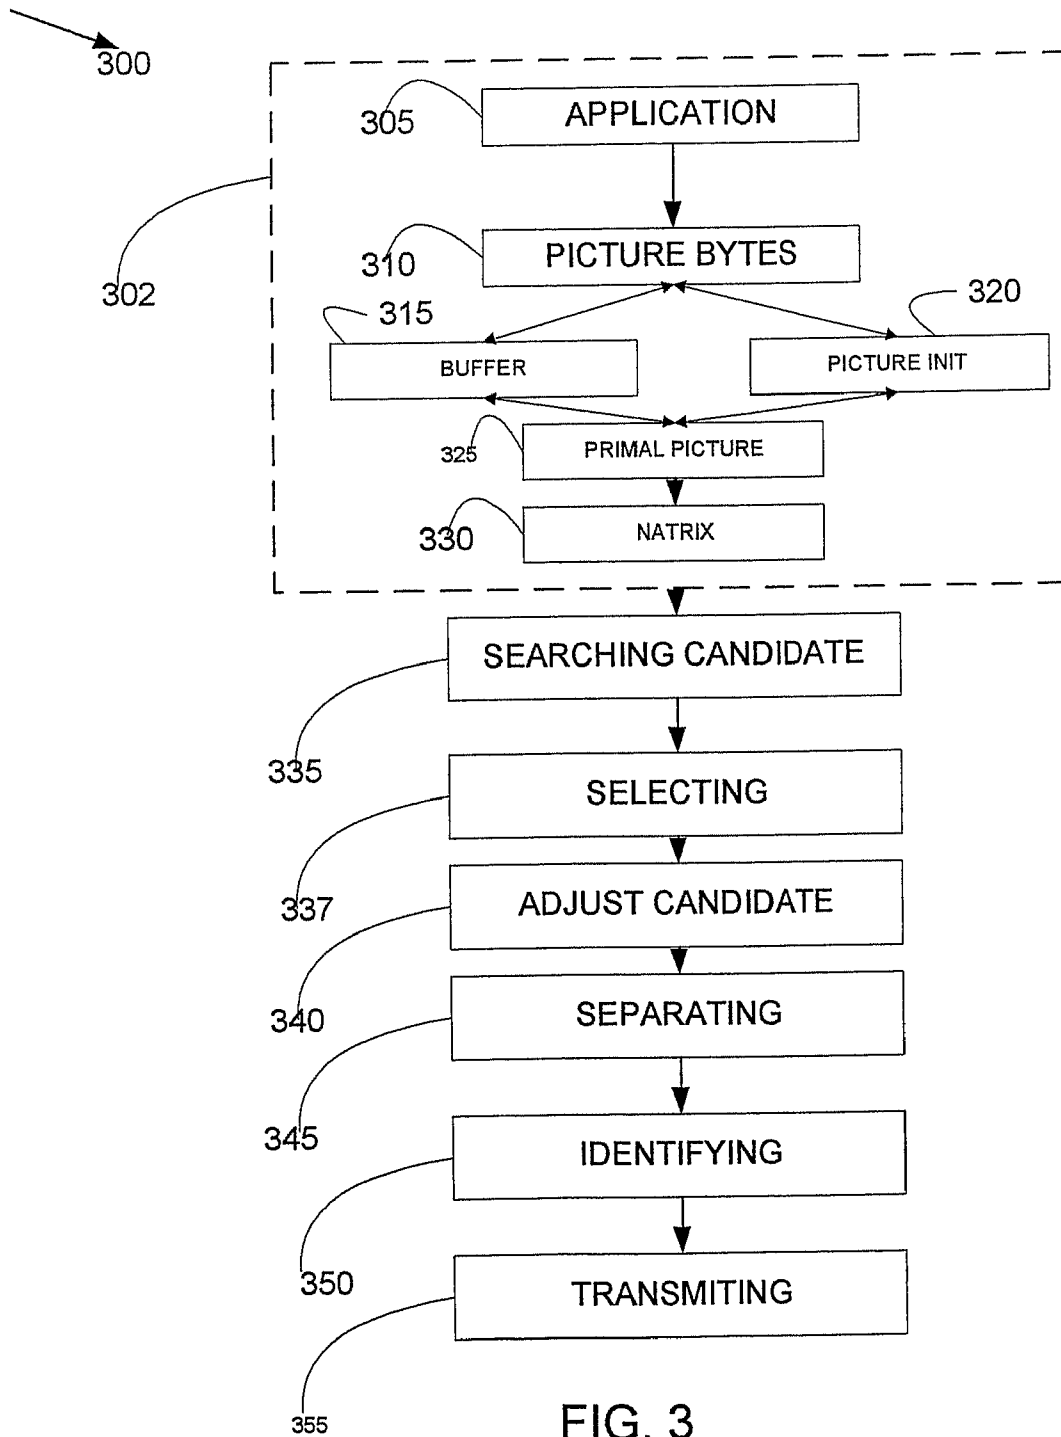 300
305
APPLICATION
310
PICTURE BYTES
302
315
320
BUFFER
PICTURE INIT
325
PRIMAL PICTURE
330
NATRIX
SEARCHING CANDIDATE
335
SELECTING
337
ADJUST CANDIDATE
340
SEPARATING
345
IDENTIFYING
350
TRANSMITING
355
FIG. 3